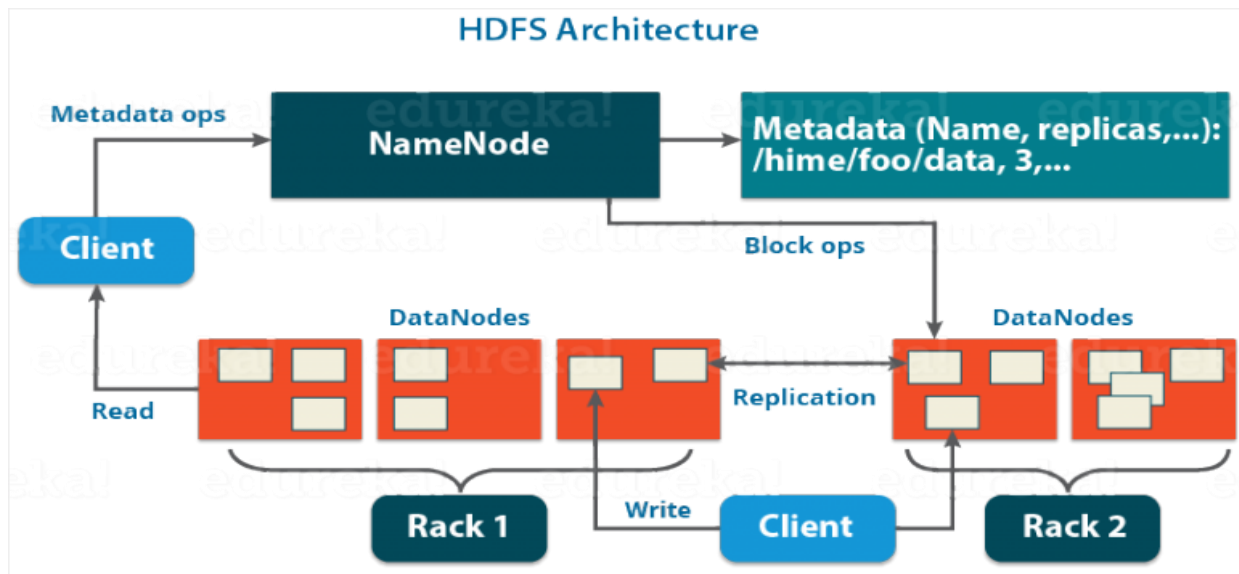 HDFS Architecture
Metadata ops
NameNode
Metadata (Name, replicas,...):
/hime/foo/data, 3,...
Client
Block ops
DataNodes
DataNodes
Read
Replication
Rack 1
Write
Client
Rack 2
edureka!